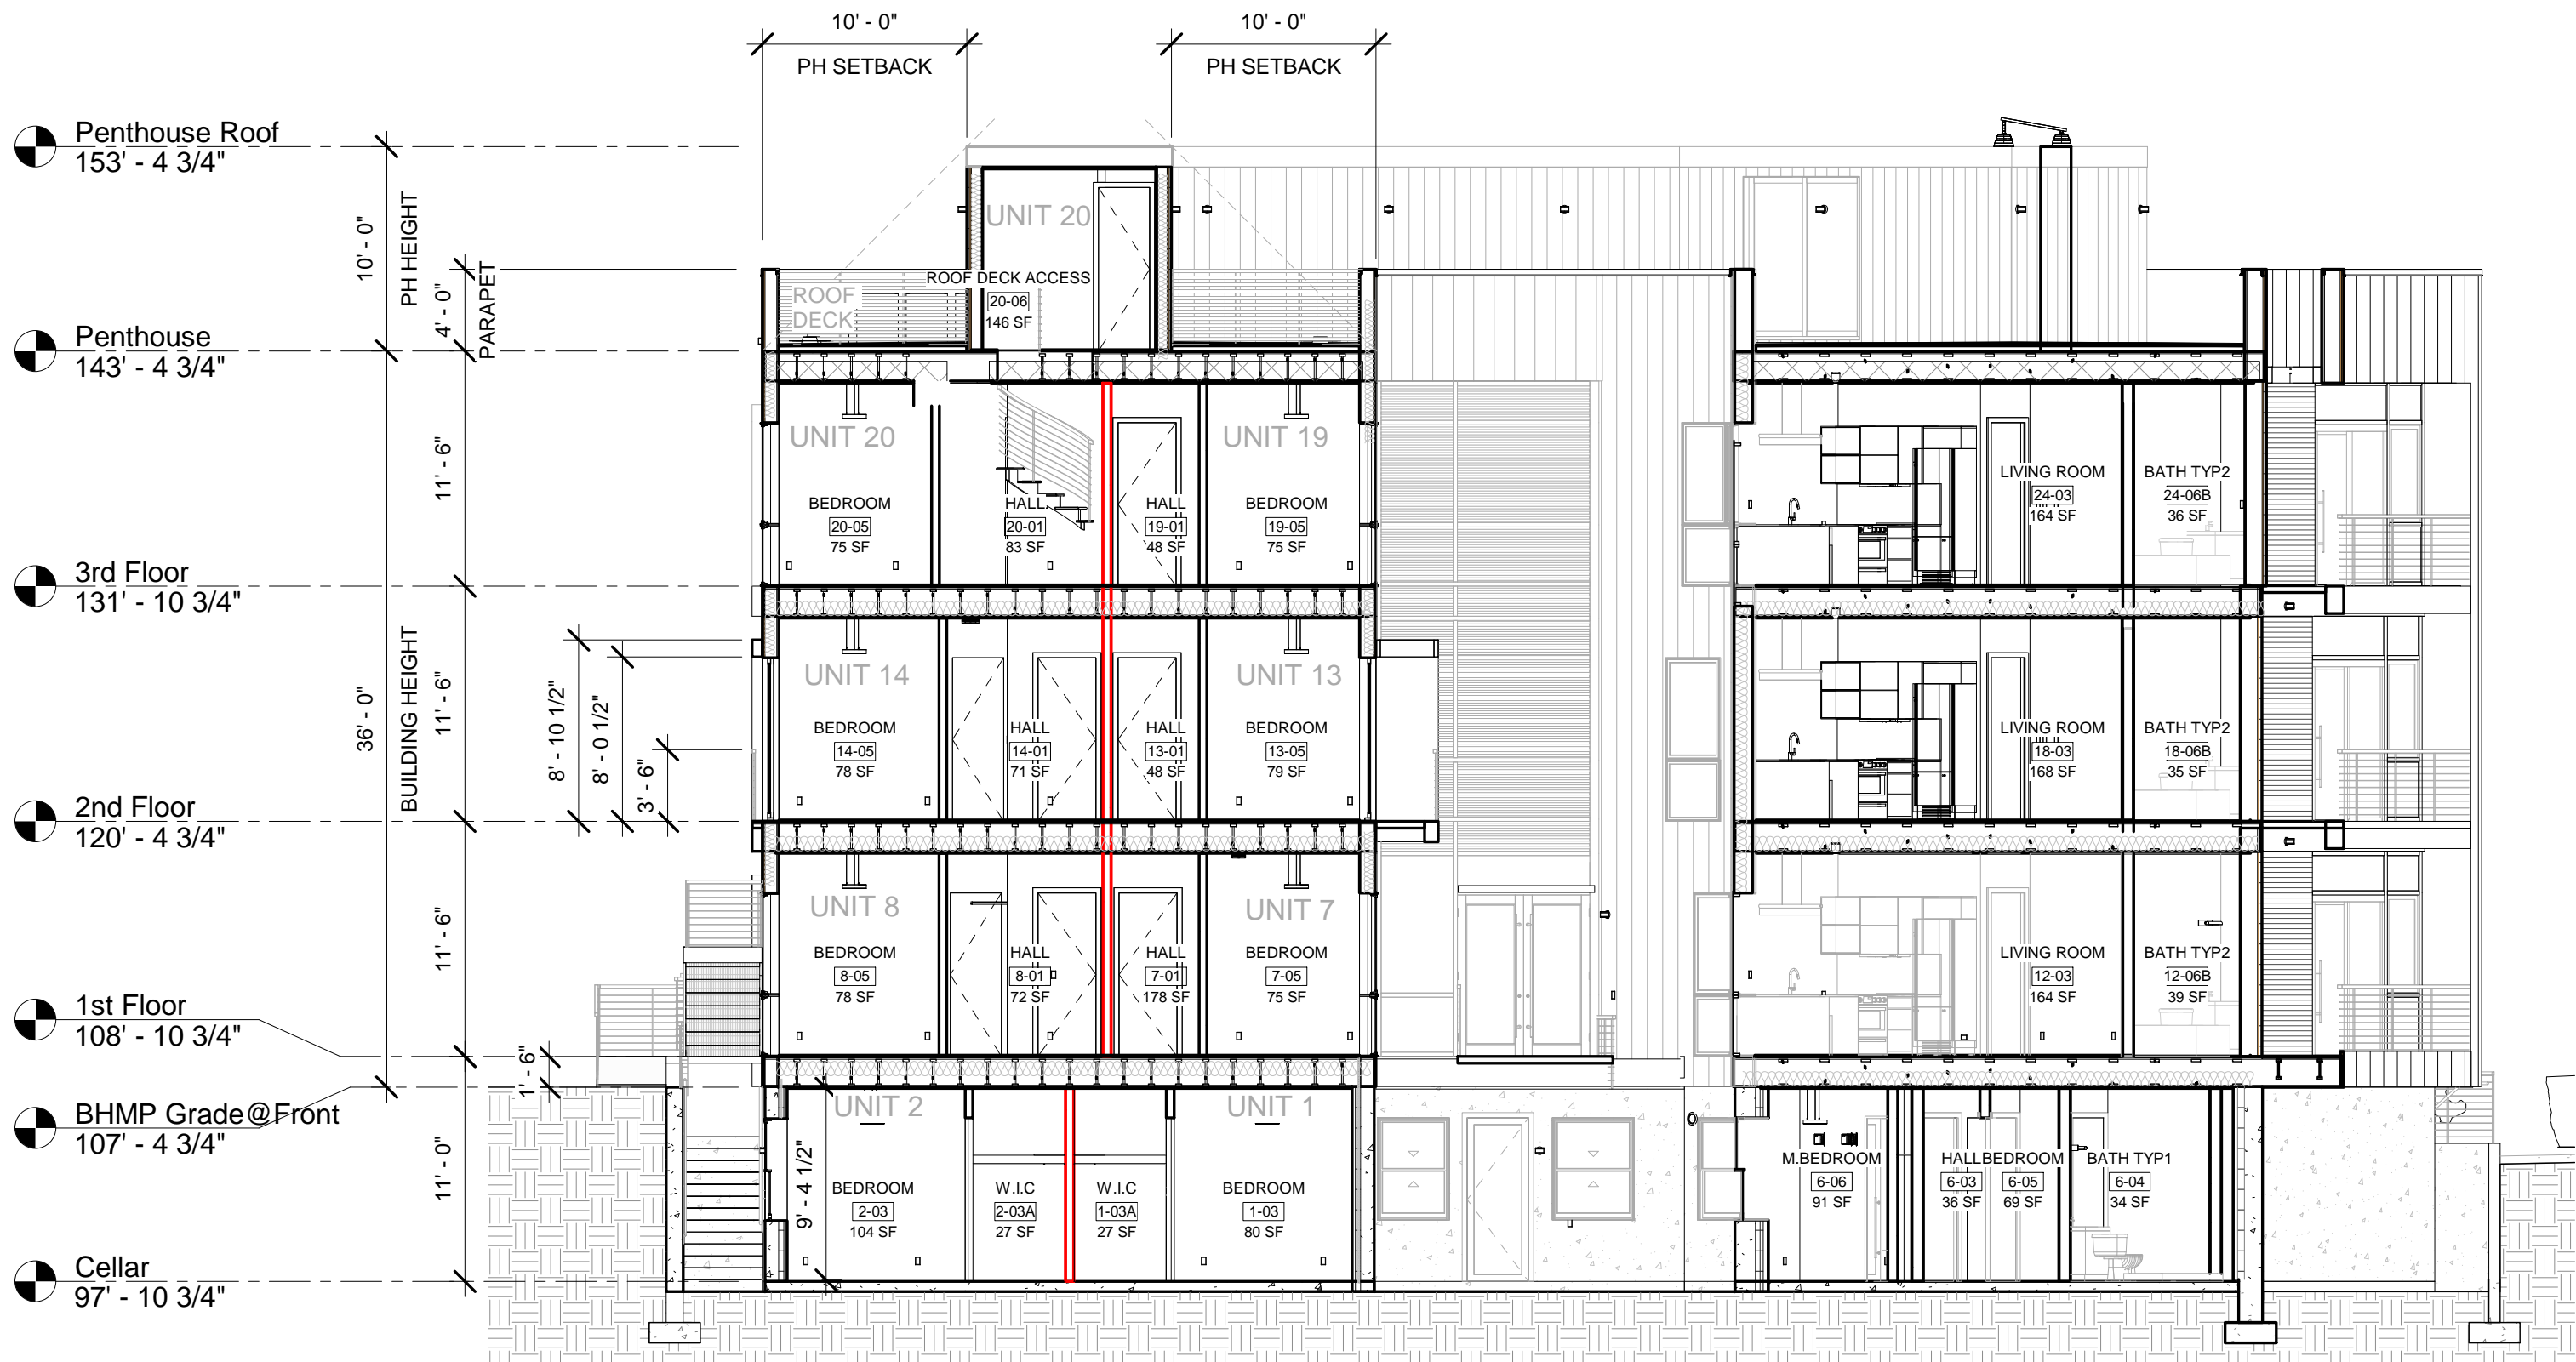 10' - 0"
10' - 0"
PH SETBACK
PH SETBACK
Penthouse Roof
153' - 4 3/4"
10' - 0"
PH HEIGHT
4' - 0"
PARAPET
UNIT 20
ROOF DECK ACCESS
20-06
146 SF
ROOF
DECK
Penthouse
143' - 4 3/4"
11' - 6"
UNIT 20
UNIT 19
BEDROOM
20-05
75 SF
HALL
20-01
83 SF
HALL
19-01
48 SF
BEDROOM
19-05
75 SF
LIVING ROOM
24-03
164 SF
BATH TYP2
24-06B
36 SF
3rd Floor
131' - 10 3/4"
36' - 0"
BUILDING HEIGHT
11' - 6"
8' - 10 1/2"
8' - 0 1/2"
3' - 6"
UNIT 14
UNIT 13
BEDROOM
14-05
78 SF
HALL
14-01
71 SF
HALL
13-01
48 SF
BEDROOM
13-05
79 SF
LIVING ROOM
18-03
168 SF
BATH TYP2
18-06B
35 SF
2nd Floor
120' - 4 3/4"
11' - 6"
UNIT 8
UNIT 7
BEDROOM
8-05
78 SF
HALL
8-01
72 SF
HALL
7-01
178 SF
BEDROOM
7-05
75 SF
LIVING ROOM
12-03
164 SF
BATH TYP2
12-06B
39 SF
1st Floor
108' - 10 3/4"
1' - 6"
BHMP Grade@Front
107' - 4 3/4"
11' - 0"
9' - 4 1/2"
UNIT 2
UNIT 1
BEDROOM
2-03
104 SF
W.I.C
2-03A
27 SF
W.I.C
1-03A
27 SF
BEDROOM
1-03
80 SF
M.BEDROOM
6-06
91 SF
HALL
6-03
36 SF
BEDROOM
6-05
69 SF
BATH TYP1
6-04
34 SF
Cellar
97' - 10 3/4"